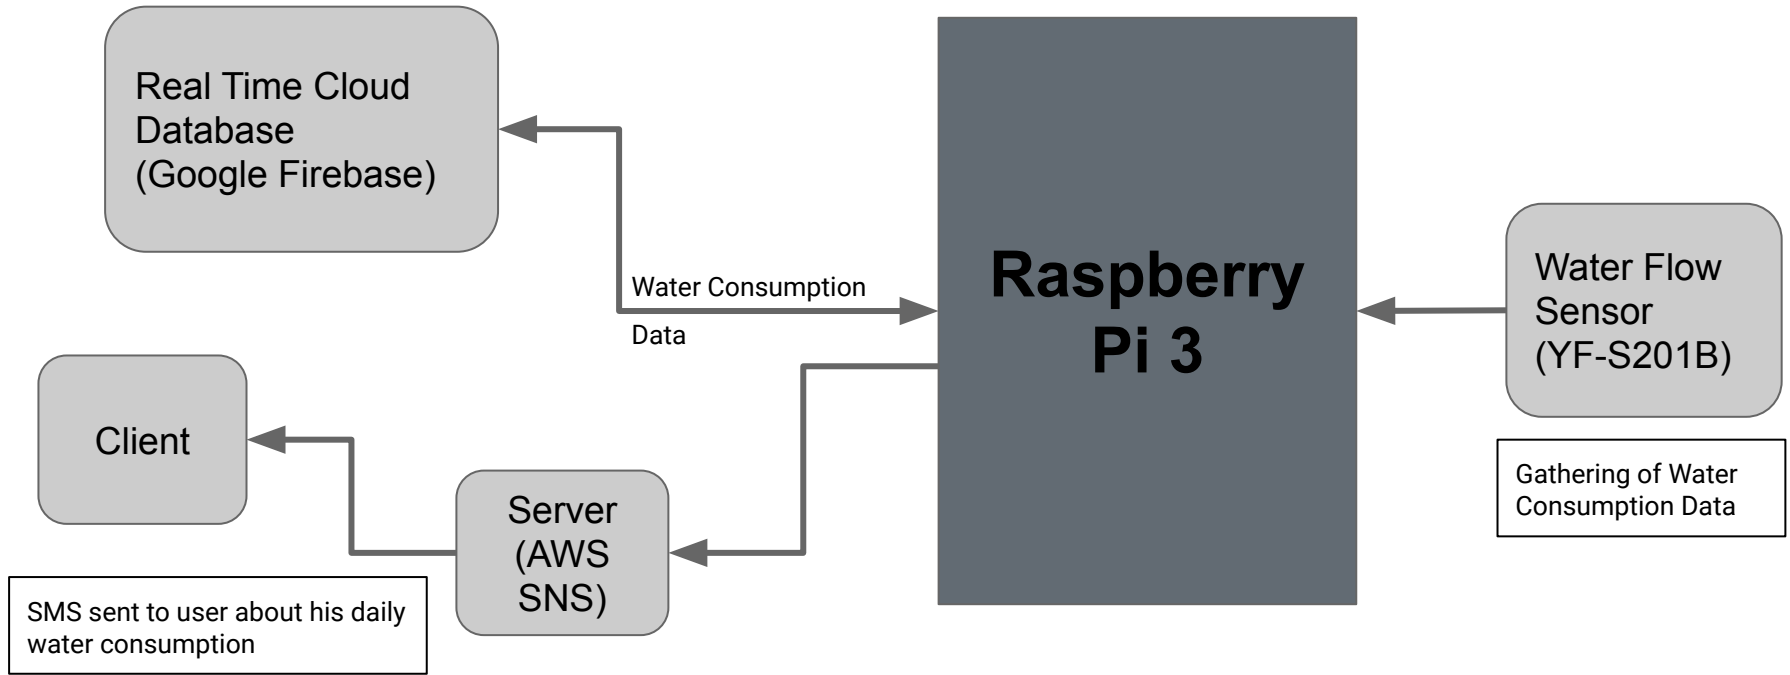 Real Time Cloud
Database
(Google Firebase)
Water Consumption
Data
Raspberry
Pi 3
Water Flow
Sensor
(YF-S201B)
Gathering of Water
Consumption Data
Client
Server
(AWS
SNS)
SMS sent to user about his daily
water consumption